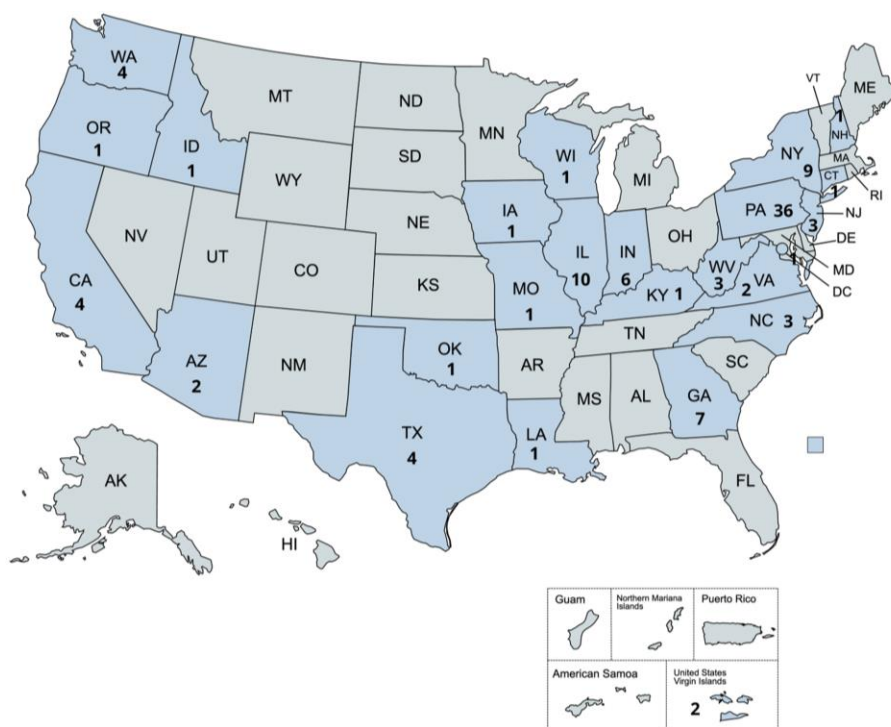 WA
4
OR
1
ID
1
MT
ND
MN
SD
WY
NE
NV
UT
CO
KS
CA
4
AZ
2
NM
OK
1
TX
4
WI
1
IA
1
MO
1
AR
LA
1
IL
10
IN
6
MI
OH
KY 1
TN
MS
AL
GA
7
FL
SC
NC 3
VA
2
WV
3
PA 36
NY
9
VT
ME
1
NH
MA
CT
1
RI
NJ
3
DE
MD
1
DC
AK
HI
Guam
Northern Mariana
Islands
Puerto Rico
American Samoa
United States
Virgin Islands
2